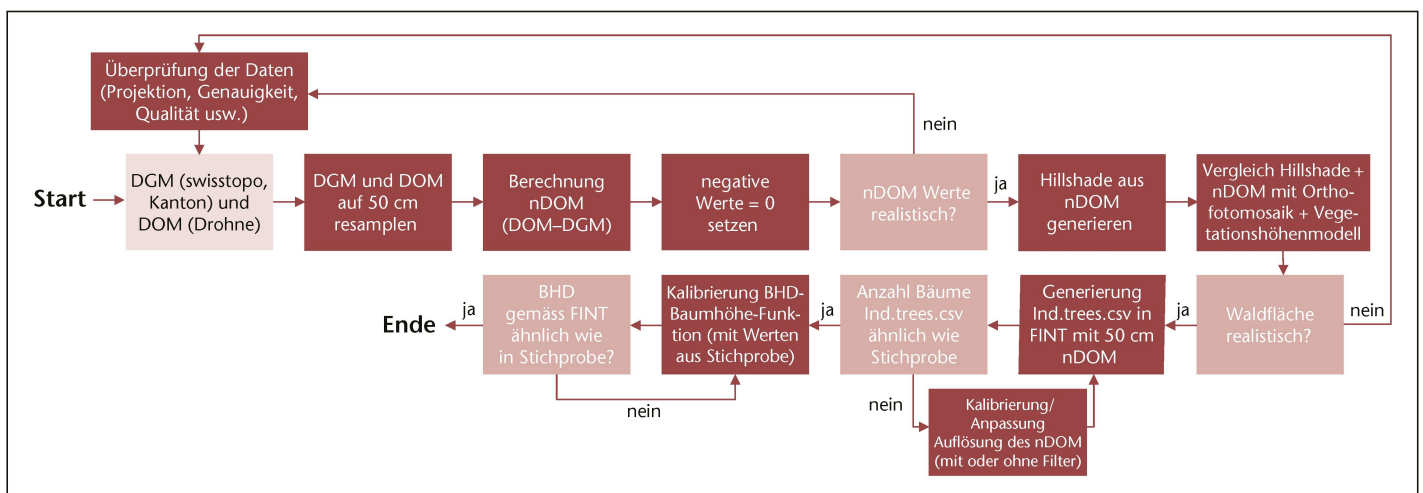 Überprüfung der Daten
(Projektion, Genauigkeit,
Qualität usw.)
nein
Start
DGM (swisstopo,
Kanton) und
DOM (Drohne)
DGM und DOM
auf 50 cm
resamplen
Berechnung
nDOM
(DOM–DGM)
negative
Werte = 0
setzen
nDOM Werte
realistisch?
ja
Hillshade aus
nDOM
generieren
Vergleich Hillshade +
nDOM mit Ortho-
fotomosaik + Vege-
tationshöhenmodell
Waldfläche
realistisch?
nein
ja
Generierung
Ind.trees.csv in
FINT mit 50 cm
nDOM
Anzahl Bäume
Ind.trees.csv
ähnlich wie
Stichprobe
nein
Kalibrierung/
Anpassung
Auflösung des nDOM
(mit oder ohne Filter)
ja
Kalibrierung BHD-
Baumhöhe-Funk-
tion (mit Werten
aus Stichprobe)
BHD
gemäss FINT
ähnlich wie
in Stichprobe?
nein
ja
Ende